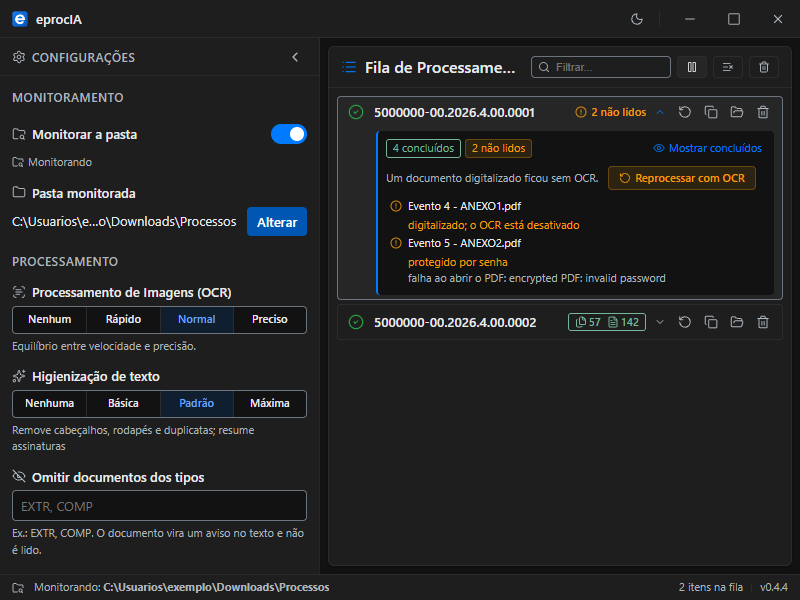 eprocIA
CONFIGURAÇÕES
MONITORAMENTO
Monitorar a pasta
Monitorando
Pasta monitorada
C:\Usuarios\e...o\Downloads\Processos
Alterar
PROCESSAMENTO
Processamento de Imagens (OCR)
Nenhum Rápido Normal Preciso
Equilíbrio entre velocidade e precisão.
Higienização de texto
Nenhuma Básica Padrão Máxima
Remove cabeçalhos, rodapés e duplicatas; resume
assinaturas
Omitir documentos dos tipos
EXTR, COMP
Ex.: EXTR, COMP. O documento vira um aviso no texto e não
é lido.
Fila de Processame...
Filtrar...
5000000-00.2026.4.00.0001
2 não lidos
4 concluídos
2 não lidos
Mostrar concluídos
Um documento digitalizado ficou sem OCR.
Reprocessar com OCR
Evento 4 - ANEXO1.pdf
digitalizado; o OCR está desativado
Evento 5 - ANEXO2.pdf
protegido por senha
falha ao abrir o PDF: encrypted PDF: invalid password
5000000-00.2026.4.00.0002
57 142
Monitorando: C:\Usuarios\exemplo\Downloads\Processos
2 itens na fila
v0.4.4